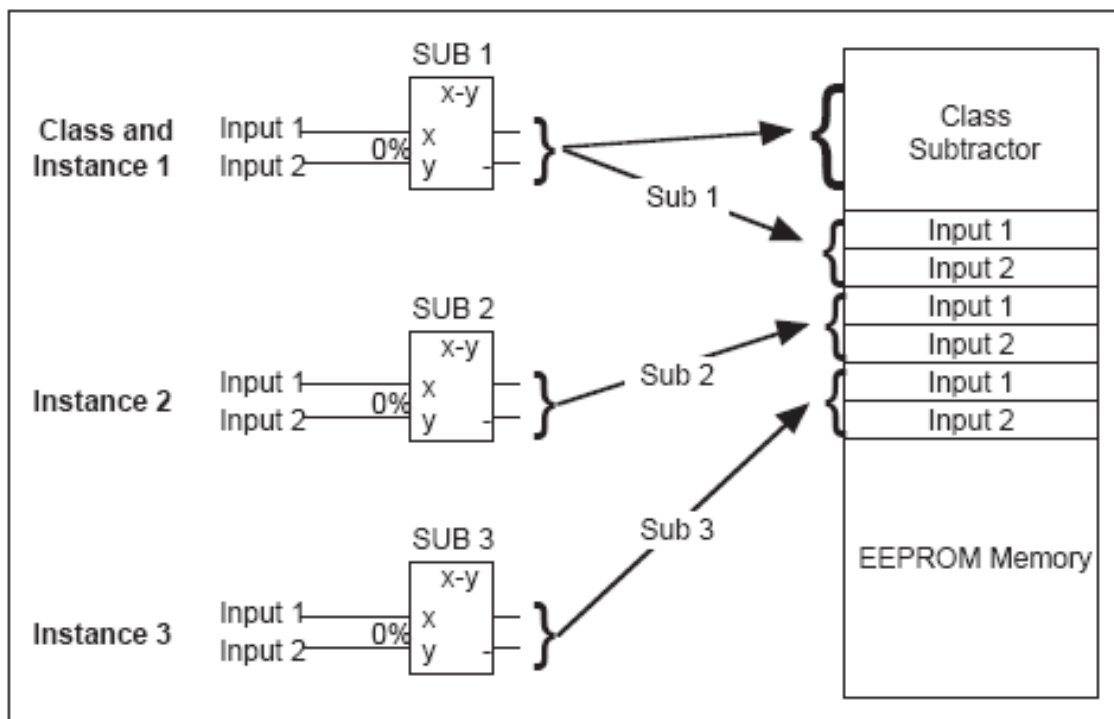 SUB 1
x-y
Class and
Instance 1
Input 1
Input 2
0%
x
y
-
Sub 1
SUB 2
x-y
Instance 2
Input 1
Input 2
0%
x
y
-
Sub 2
SUB 3
x-y
Instance 3
Input 1
Input 2
0%
x
y
-
Sub 3
Class
Subtractor
Input 1
Input 2
Input 1
Input 2
Input 1
Input 2
EEPROM Memory